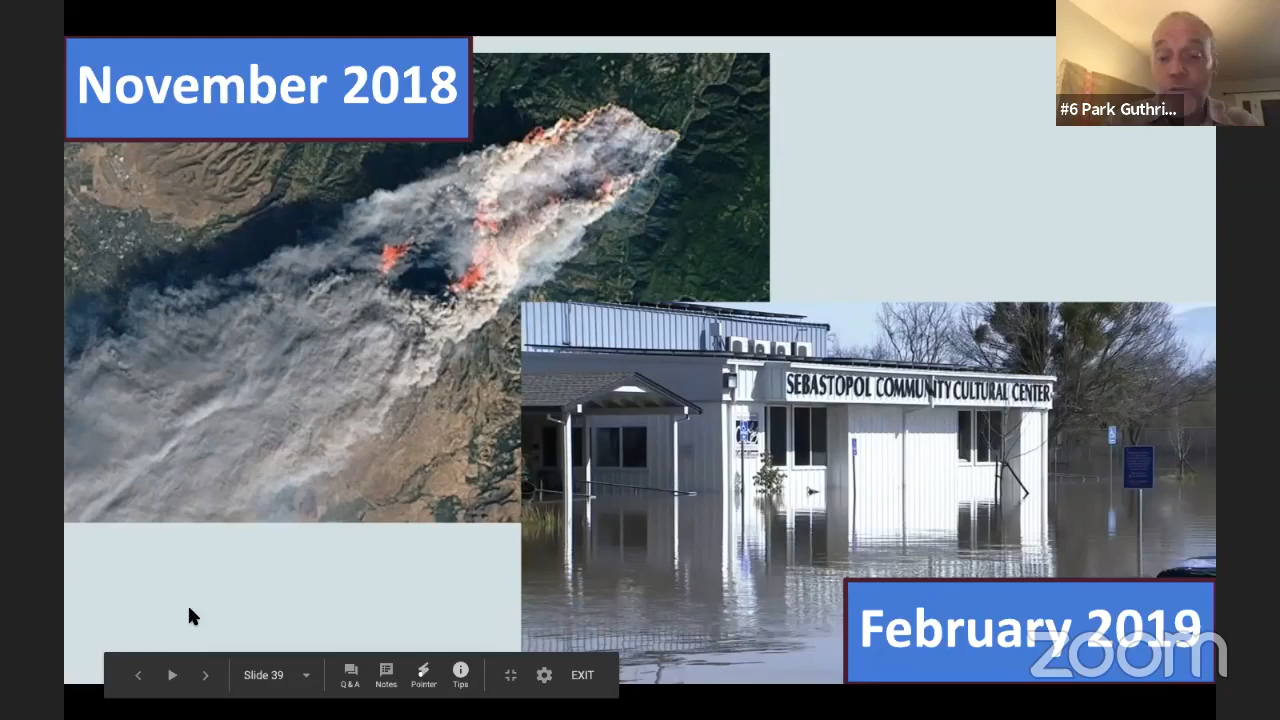 November 2018
#6 Park Guthri...
SEBASTOPOL COMMUNITY CULTURAL CENTER
February 2019
zoom
Slide 39
Q & A
Notes
Pointer
Tips
EXIT